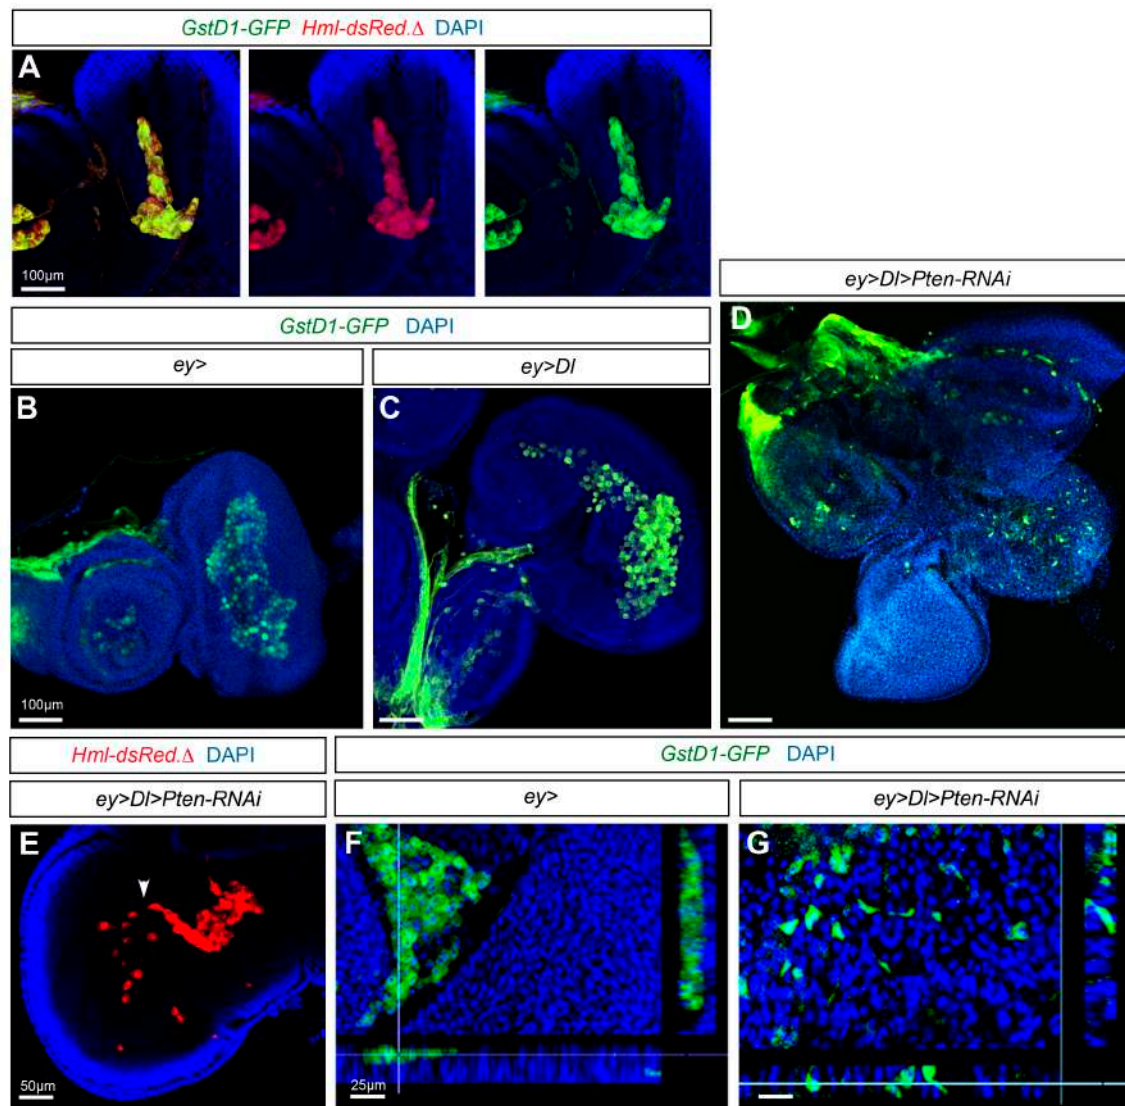 GstD1-GFP Hml-dsRed.Δ DAPI
A
100µm
GstD1-GFP DAPI
ey>
ey>Dl
ey>Dl>Pten-RNAi
B
C
D
100µm
Hml-dsRed.Δ DAPI
GstD1-GFP DAPI
ey>Dl>Pten-RNAi
ey>
ey>Dl>Pten-RNAi
E
F
G
50µm
25µm